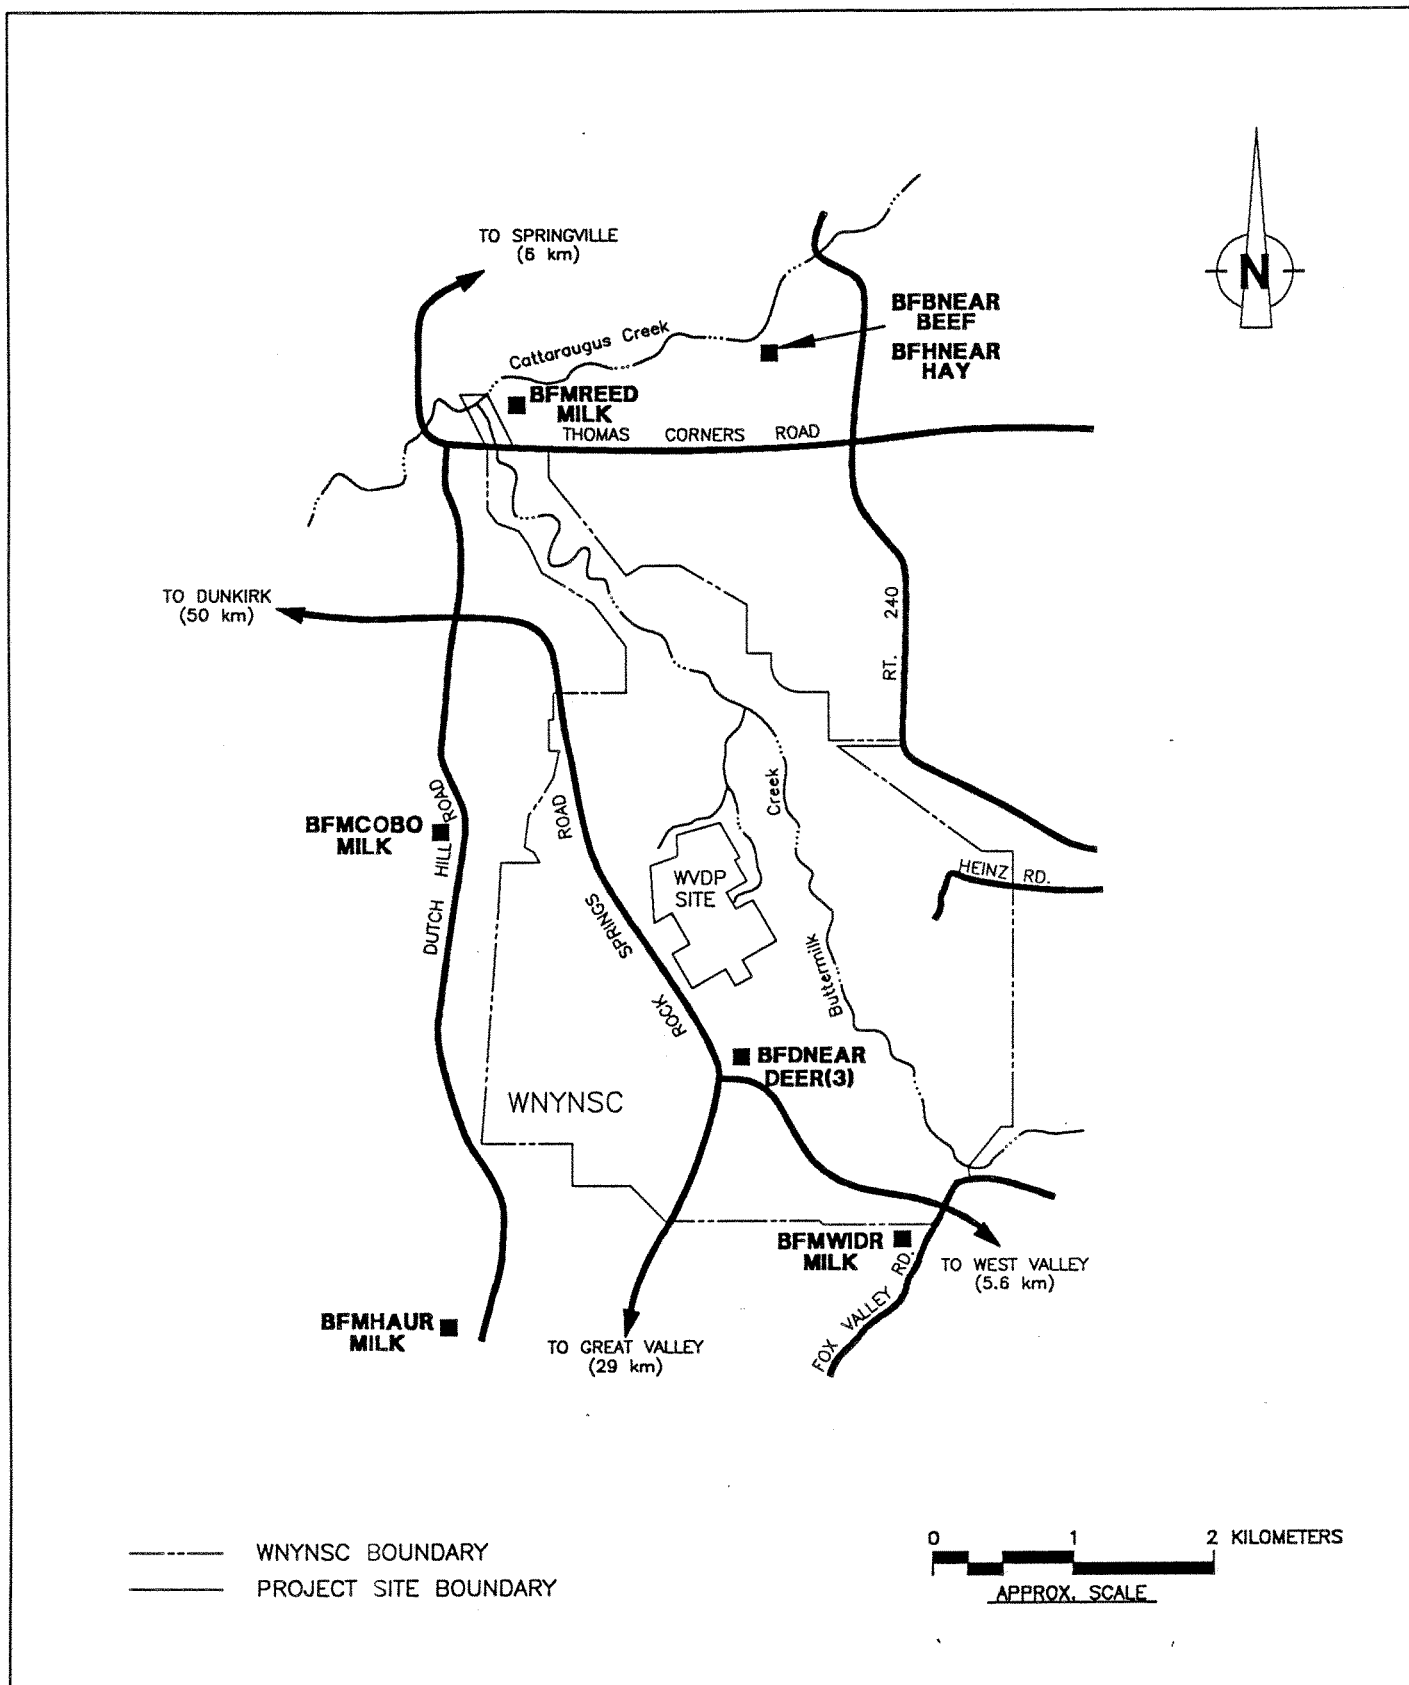 TO SPRINGVILLE
(6 km)
N
BFBNEAR
BEEF
BFHNEAR
HAY
Cattaraugus Creek
BFMREED
MILK
THOMAS CORNERS ROAD
TO DUNKIRK
(50 km)
RT. 240
BFMCOBO
MILK
DUTCH HILL ROAD
ROCK SPRINGS ROAD
WVDP
SITE
Buttermilk Creek
HEINZ RD.
BFDNEAR
DEER(3)
WNYNSC
BFMWIDR
MILK
TO WEST VALLEY
(5.6 km)
FOX VALLEY RD.
BFMHAUR
MILK
TO GREAT VALLEY
(29 km)
WNYNSC BOUNDARY
PROJECT SITE BOUNDARY
0 1 2 KILOMETERS
APPROX. SCALE